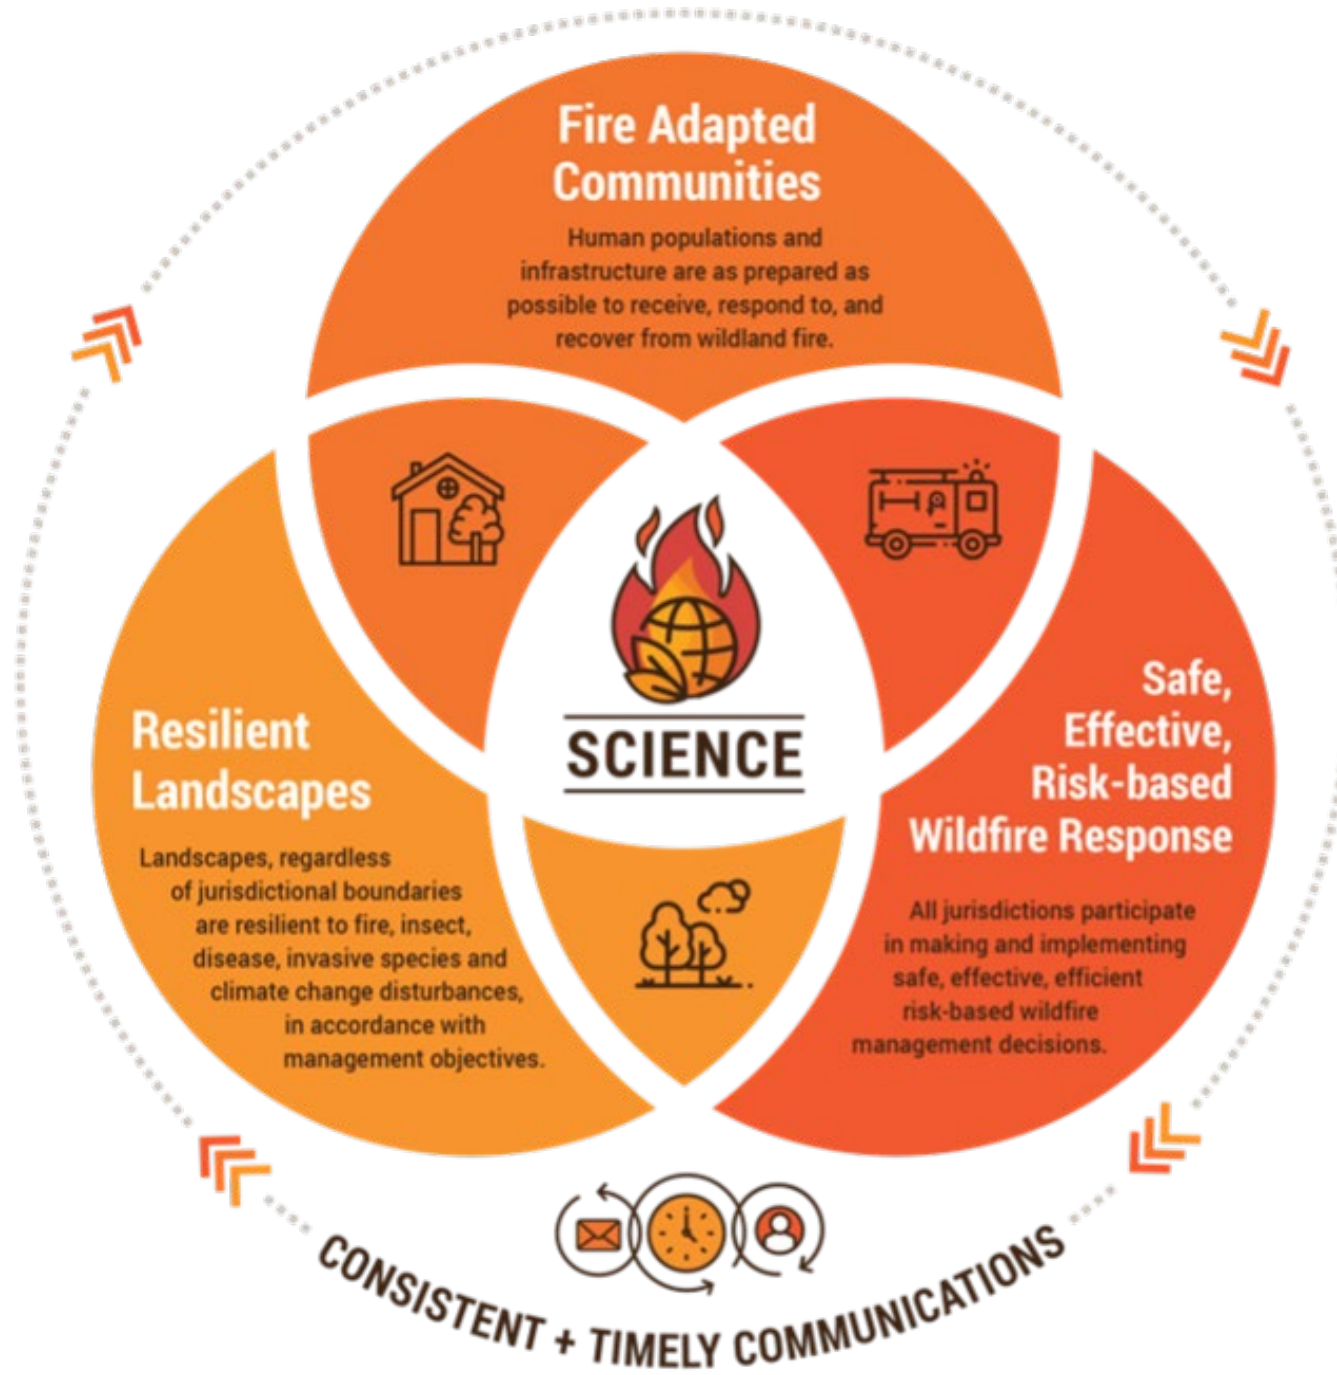 Fire Adapted
Communities
Human populations and
infrastructure are as prepared as
possible to receive, respond to, and
recover from wildland fire.
SCIENCE
Resilient
Landscapes
Landscapes, regardless
of jurisdictional boundaries
are resilient to fire, insect,
disease, invasive species and
climate change disturbances,
in accordance with
management objectives.
Safe,
Effective,
Risk-based
Wildfire Response
All jurisdictions participate
in making and implementing
safe, effective, efficient
risk-based wildfire
management decisions.
CONSISTENT + TIMELY COMMUNICATIONS